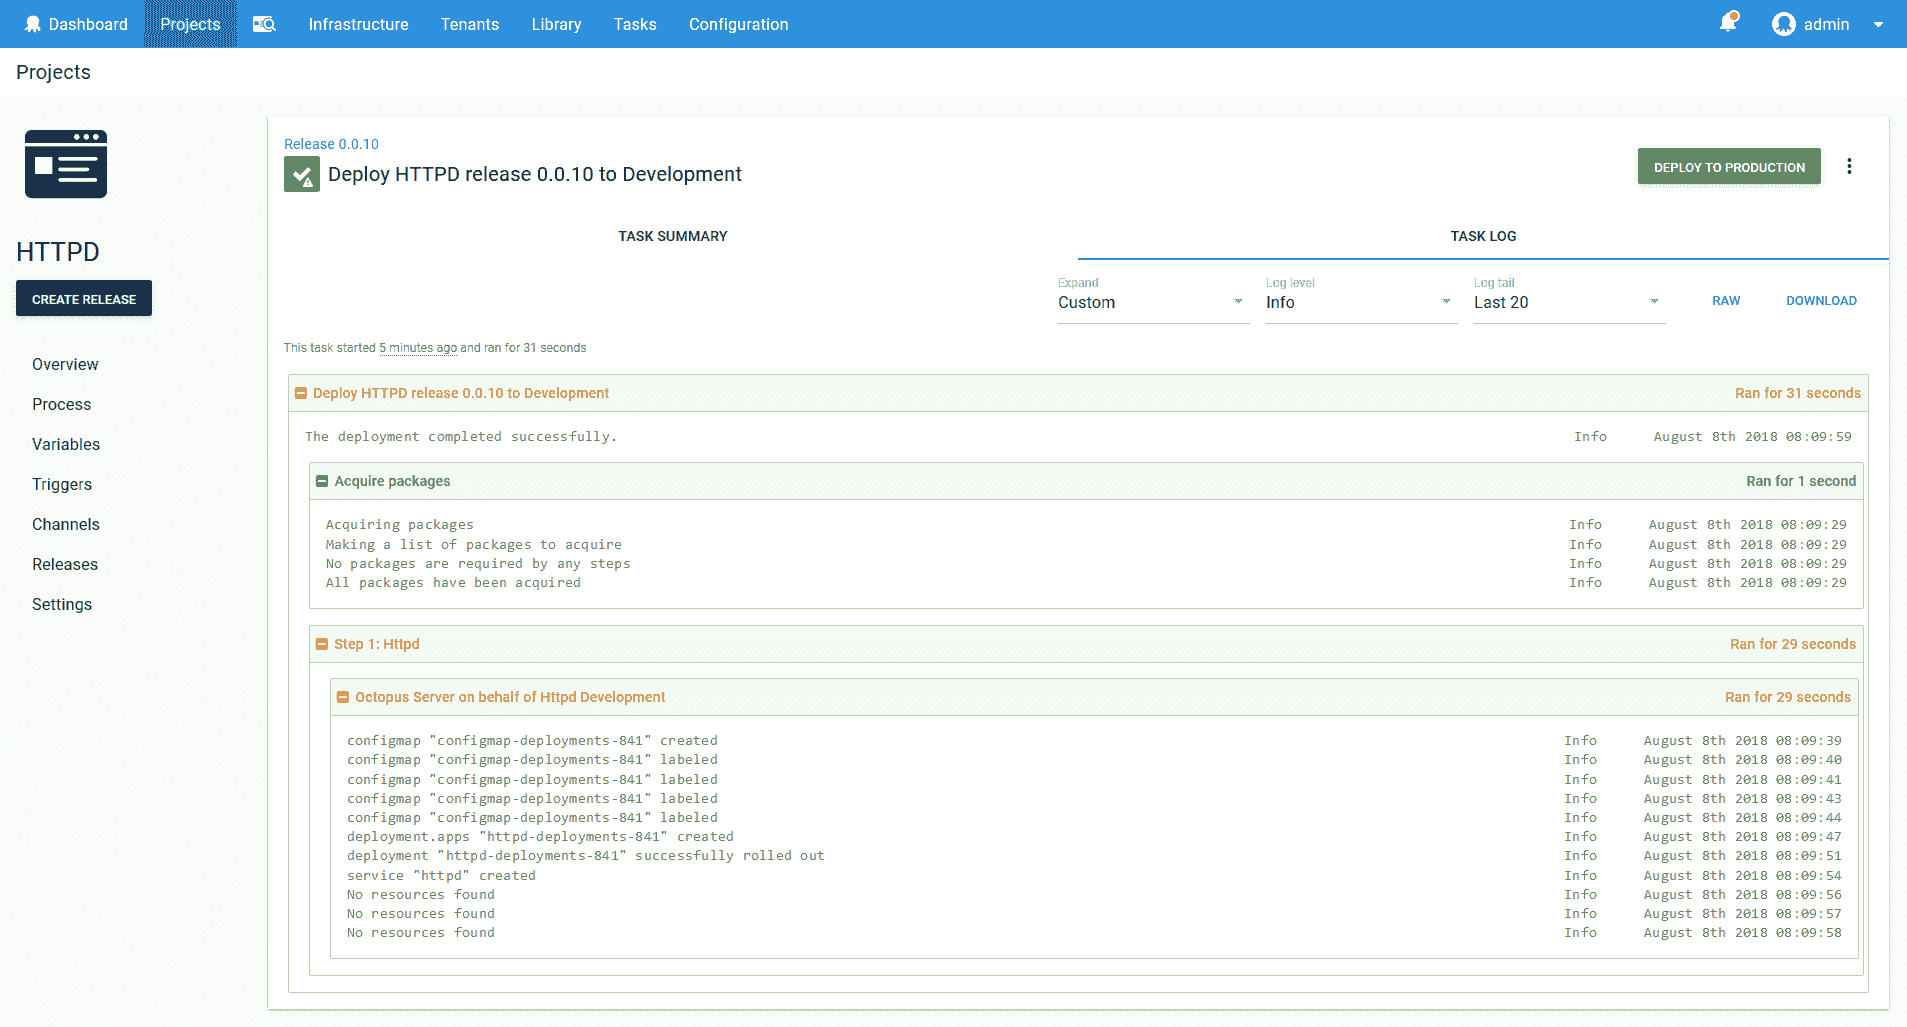 Dashboard Projects Infrastructure Tenants Library Tasks Configuration admin
Projects
Release 0.0.10
Deploy HTTPD release 0.0.10 to Development
DEPLOY TO PRODUCTION
HTTPD
CREATE RELEASE
Overview
Process
Variables
Triggers
Channels
Releases
Settings
TASK SUMMARY TASK LOG
Expand Log level Log tail
Custom Info Last 20 RAW DOWNLOAD
This task started 5 minutes ago and ran for 31 seconds
Deploy HTTPD release 0.0.10 to Development Ran for 31 seconds
The deployment completed successfully. Info August 8th 2018 08:09:59
Acquire packages Ran for 1 second
Acquiring packages Info August 8th 2018 08:09:29
Making a list of packages to acquire Info August 8th 2018 08:09:29
No packages are required by any steps Info August 8th 2018 08:09:29
All packages have been acquired Info August 8th 2018 08:09:29
Step 1: Httpd Ran for 29 seconds
Octopus Server on behalf of Httpd Development Ran for 29 seconds
configmap "configmap-deployments-841" created Info August 8th 2018 08:09:39
configmap "configmap-deployments-841" labeled Info August 8th 2018 08:09:40
configmap "configmap-deployments-841" labeled Info August 8th 2018 08:09:41
configmap "configmap-deployments-841" labeled Info August 8th 2018 08:09:43
configmap "configmap-deployments-841" labeled Info August 8th 2018 08:09:44
deployment.apps "httpd-deployments-841" created Info August 8th 2018 08:09:47
deployment "httpd-deployments-841" successfully rolled out Info August 8th 2018 08:09:51
service "httpd" created Info August 8th 2018 08:09:54
No resources found Info August 8th 2018 08:09:56
No resources found Info August 8th 2018 08:09:57
No resources found Info August 8th 2018 08:09:58